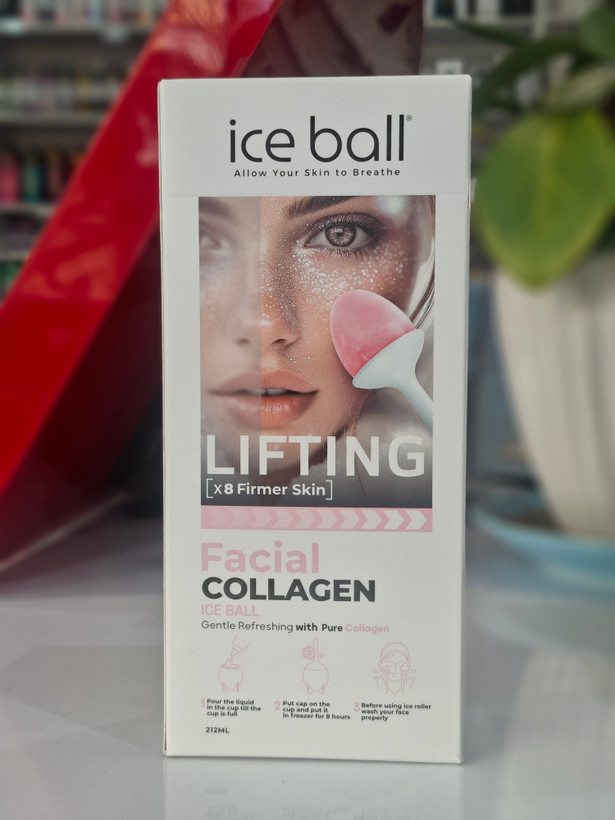 ice ball®
Allow Your Skin to Breathe
LIFTING
[x8 Firmer Skin]
Facial
COLLAGEN
ICE BALL
Gentle Refreshing with Pure Collagen
1 Pour the liquid
in the cup till the
cup is full
2 Put cap on the
cup and put it
in freezer for 8 hours
3 Before using ice roller
wash your face
properly
212ML